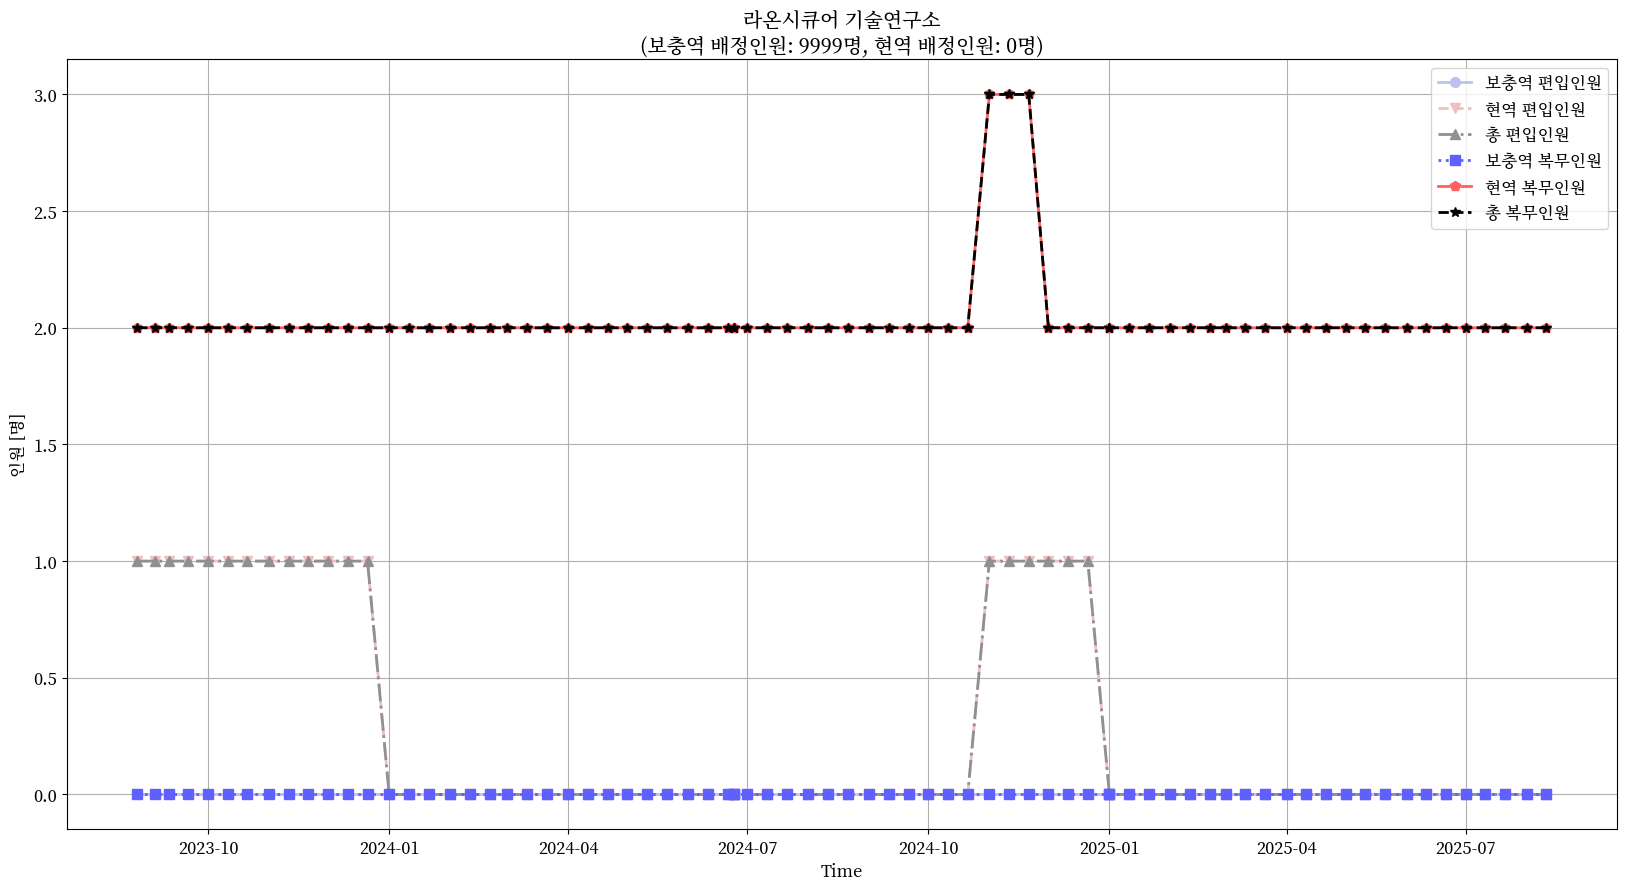 라온시큐어 기술연구소
(보충역 배정인원: 9999명, 현역 배정인원: 0명)
보충역 편입인원
현역 편입인원
총 편입인원
보충역 복무인원
현역 복무인원
총 복무인원
인원 [명]
3.0
2.5
2.0
1.5
1.0
0.5
0.0
2023-10 2024-01 2024-04 2024-07 2024-10 2025-01 2025-04 2025-07
Time